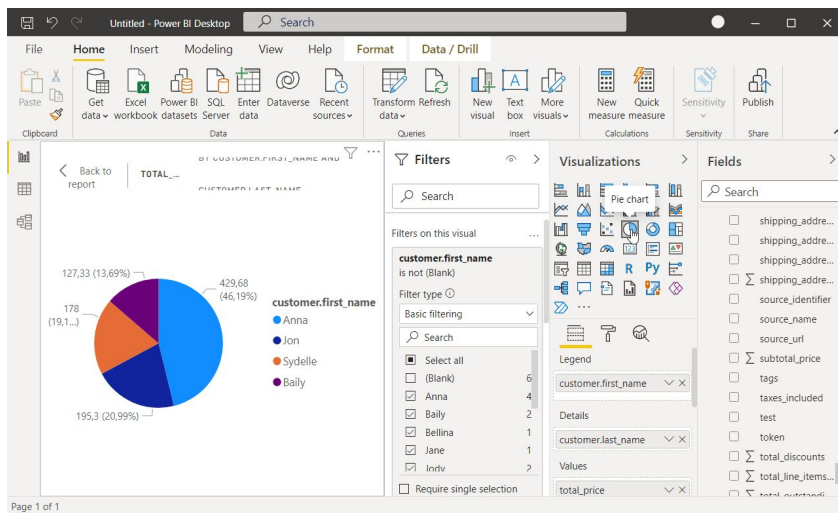 Untitled - Power BI Desktop
Search
File Home Insert Modeling View Help Format Data / Drill
Paste
Get data
Excel workbook
Power BI datasets
SQL Server
Enter data
Dataverse
Recent sources
Transform data
Refresh
New visual
Text box
More visuals
New measure
Quick measure
Sensitivity
Publish
Clipboard Data Queries Insert Calculations Sensitivity Share
Back to report
TOTAL_...
BY CUSTOMER.FIRST_NAME AND
CUSTOMER.LAST_NAME
127,33 (13,69%)
178
(19,1...)
195,3 (20,99%)
429,68
(46,19%)
customer.first_name
Anna
Jon
Sydelle
Baily
Filters
Search
Filters on this visual ...
customer.first_name
is not (Blank)
Filter type
Basic filtering
Search
Select all
(Blank) 6
Anna 4
Baily 2
Bellina 1
Jane 1
Jody 2
Require single selection
Visualizations
Pie chart
123
R Py
...
Legend
customer.first_name
Details
customer.last_name
Values
total_price
Fields
Search
shipping_addre...
shipping_addre...
shipping_addre...
Σ shipping_addre...
source_identifier
source_name
source_url
Σ subtotal_price
tags
taxes_included
test
token
Σ total_discounts
Σ total_line_items...
Σ total_outstandi...
Page 1 of 1